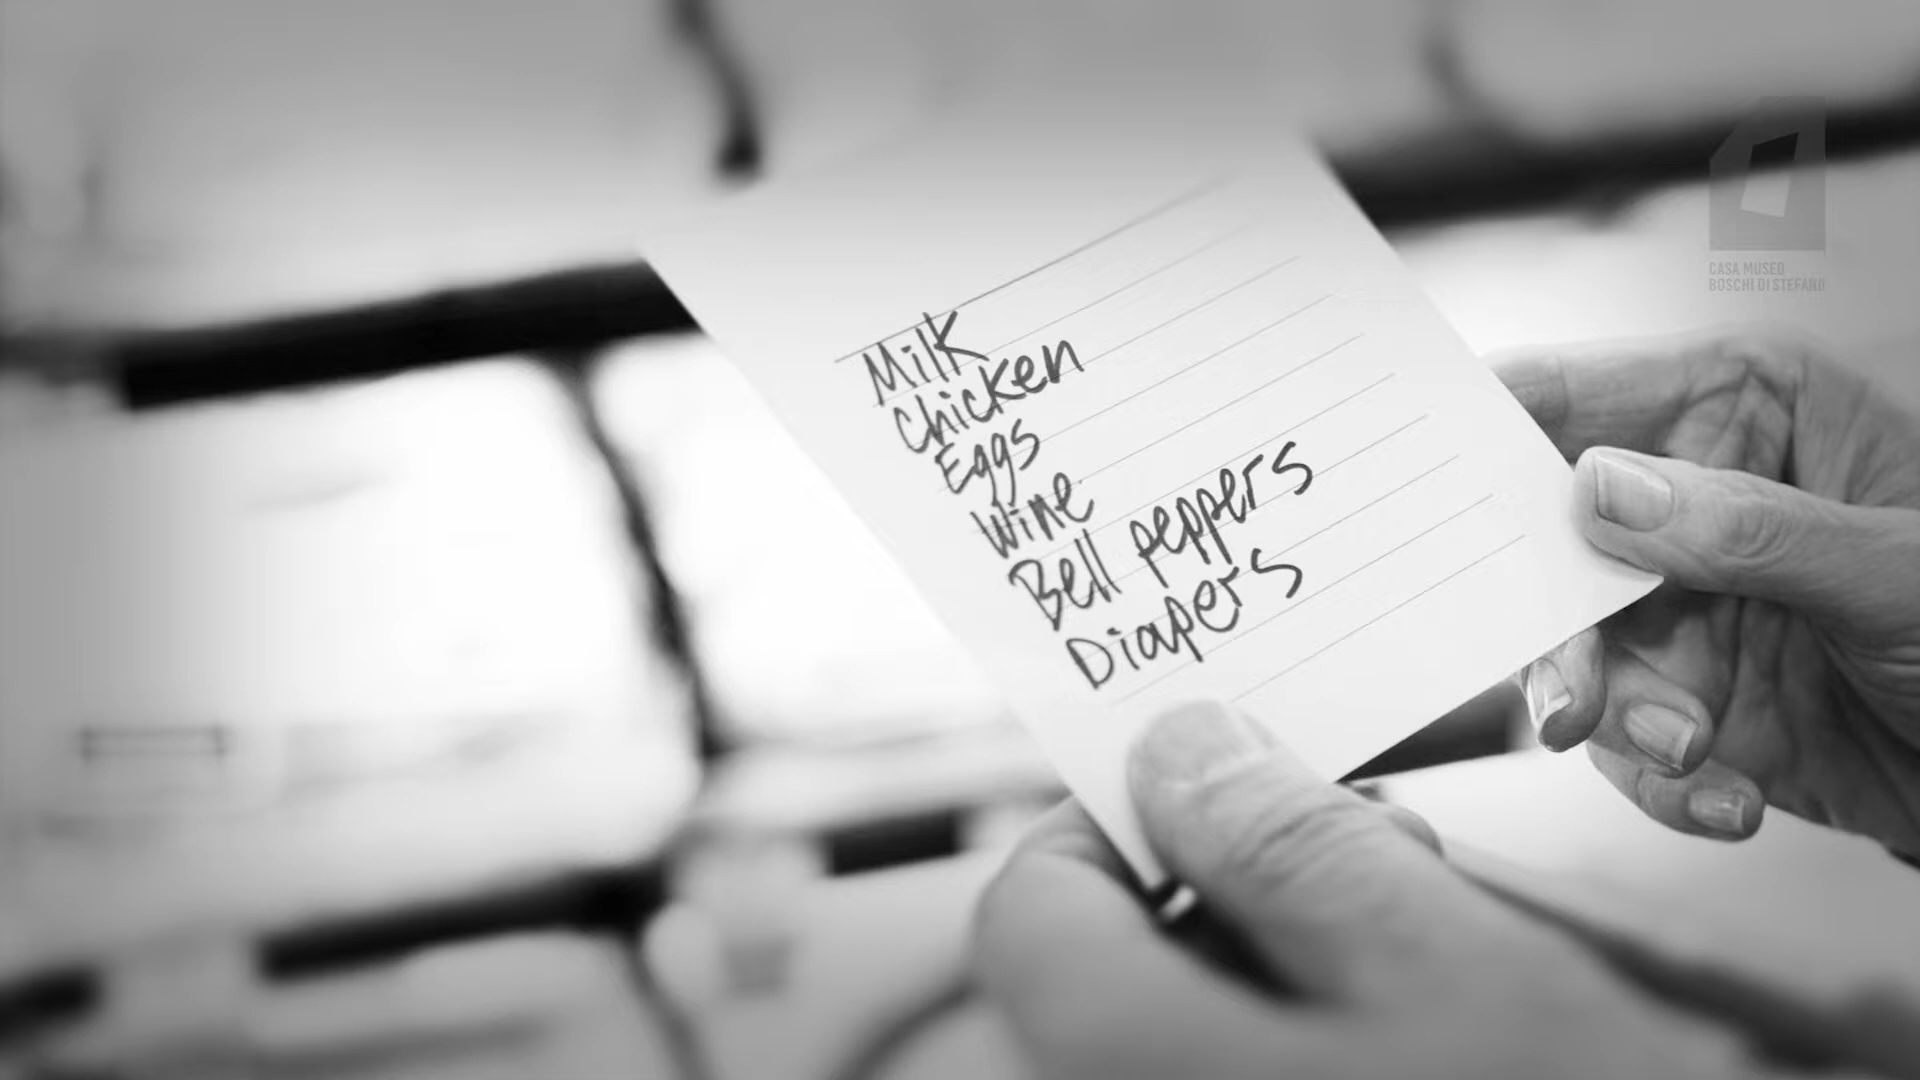 Milk
Chicken
Eggs
Wine
Bell peppers
Diapers
CASA MUSEO
BOSCHI DI STEFANO